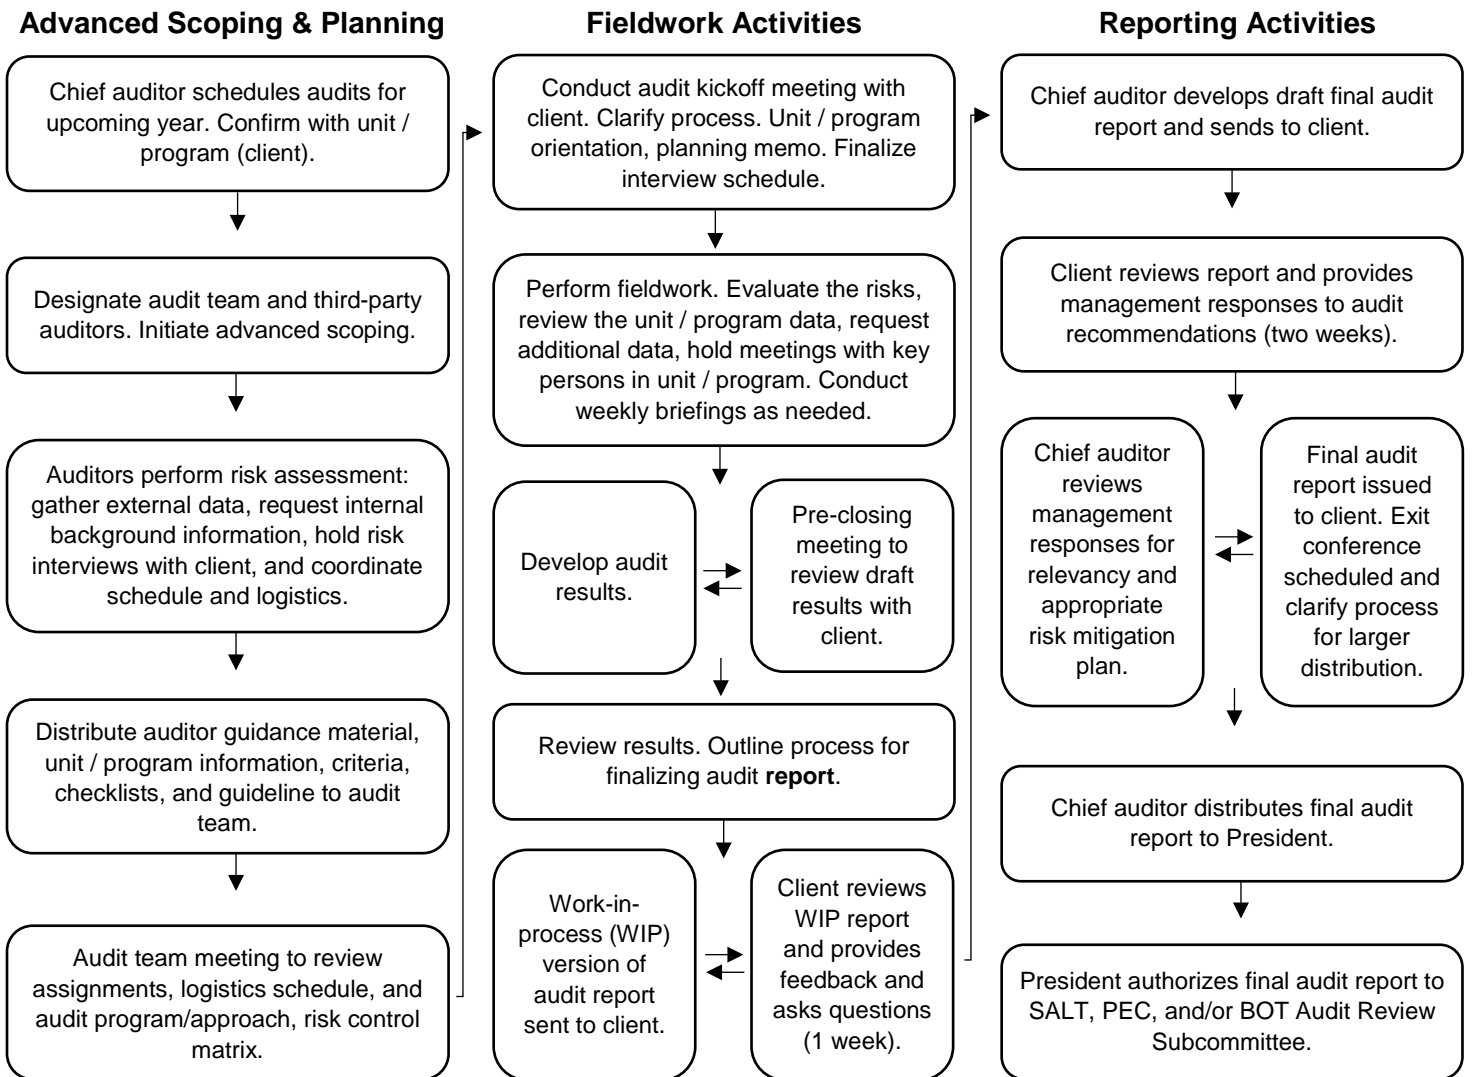 Advanced Scoping & Planning
Chief auditor schedules audits for
upcoming year. Confirm with unit /
program (client).
Designate audit team and third-party
auditors. Initiate advanced scoping.
Auditors perform risk assessment:
gather external data, request internal
background information, hold risk
interviews with client, and coordinate
schedule and logistics.
Distribute auditor guidance material,
unit / program information, criteria,
checklists, and guideline to audit
team.
Audit team meeting to review
assignments, logistics schedule, and
audit program/approach, risk control
matrix.
Fieldwork Activities
Conduct audit kickoff meeting with
client. Clarify process. Unit / program
orientation, planning memo. Finalize
interview schedule.
Perform fieldwork. Evaluate the risks,
review the unit / program data, request
additional data, hold meetings with key
persons in unit / program. Conduct
weekly briefings as needed.
Develop audit
results.
Pre-closing
meeting to
review draft
results with
client.
Review results. Outline process for
finalizing audit report.
Work-in-
process (WIP)
version of
audit report
sent to client.
Client reviews
WIP report
and provides
feedback and
asks questions
(1 week).
Reporting Activities
Chief auditor develops draft final audit
report and sends to client.
Client reviews report and provides
management responses to audit
recommendations (two weeks).
Chief auditor
reviews
management
responses for
relevancy and
appropriate
risk mitigation
plan.
Final audit
report issued
to client. Exit
conference
scheduled and
clarify process
for larger
distribution.
Chief auditor distributes final audit
report to President.
President authorizes final audit report to
SALT, PEC, and/or BOT Audit Review
Subcommittee.